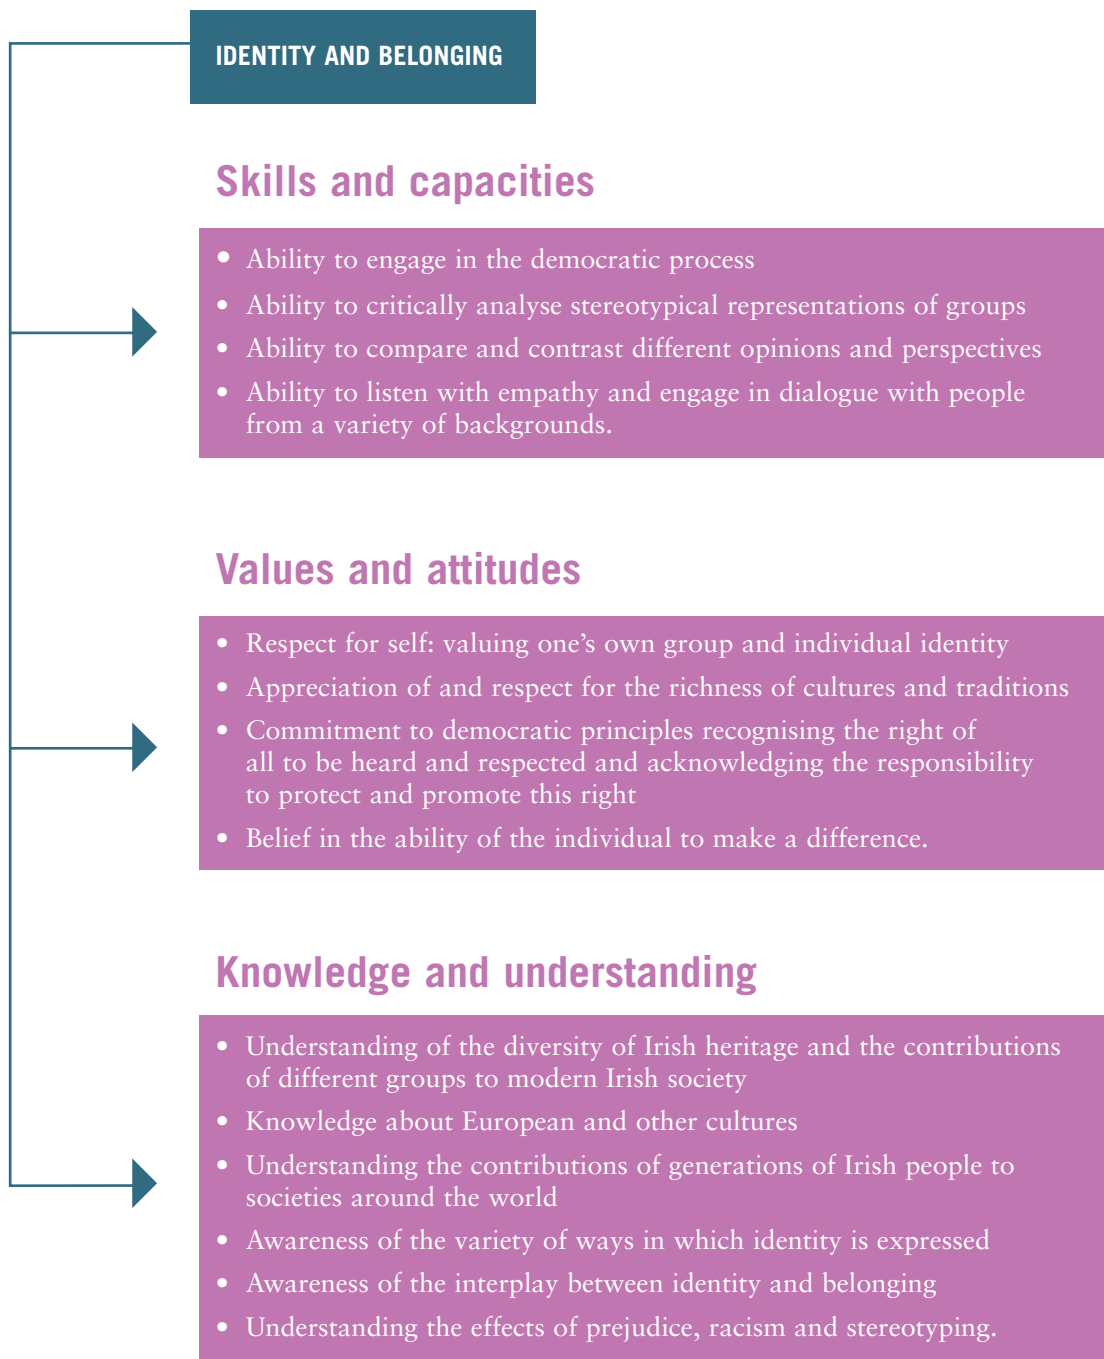 IDENTITY AND BELONGING
Skills and capacities
• Ability to engage in the democratic process
• Ability to critically analyse stereotypical representations of groups
• Ability to compare and contrast different opinions and perspectives
• Ability to listen with empathy and engage in dialogue with people
from a variety of backgrounds.
Values and attitudes
• Respect for self: valuing one’s own group and individual identity
• Appreciation of and respect for the richness of cultures and traditions
• Commitment to democratic principles recognising the right of
all to be heard and respected and acknowledging the responsibility
to protect and promote this right
• Belief in the ability of the individual to make a difference.
Knowledge and understanding
• Understanding of the diversity of Irish heritage and the contributions
of different groups to modern Irish society
• Knowledge about European and other cultures
• Understanding the contributions of generations of Irish people to
societies around the world
• Awareness of the variety of ways in which identity is expressed
• Awareness of the interplay between identity and belonging
• Understanding the effects of prejudice, racism and stereotyping.